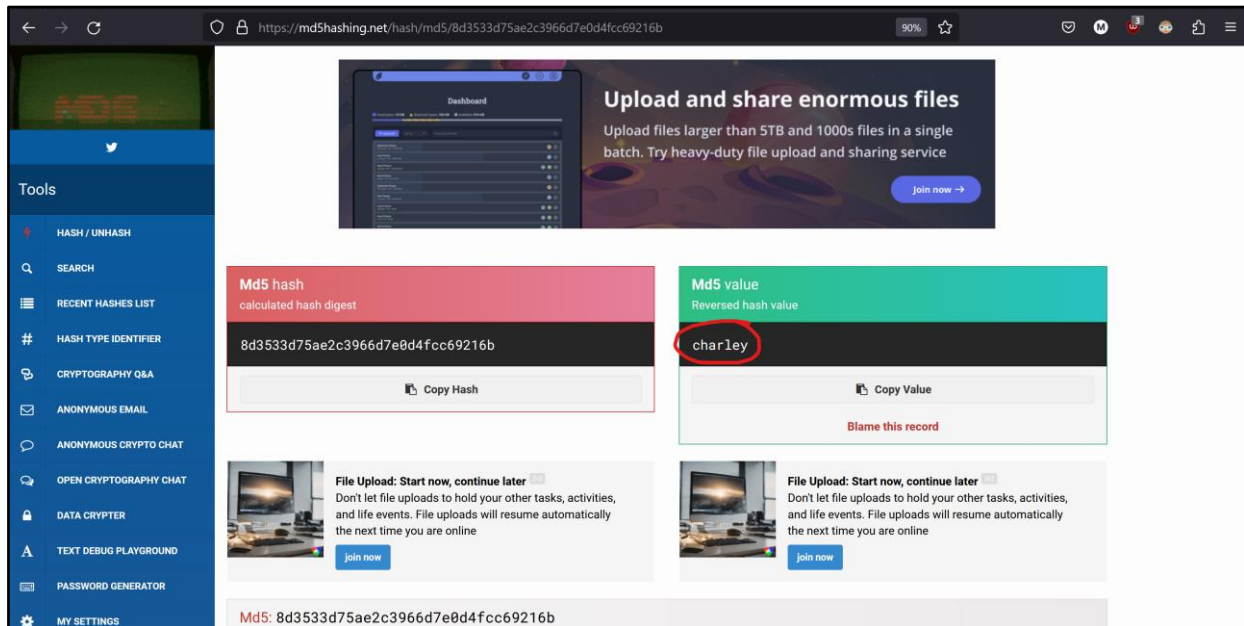 https://md5hashing.net/hash/md5/8d3533d75ae2c3966d7e0d4fcc69216b
90%
M
3
MD5
Tools
HASH / UNHASH
SEARCH
RECENT HASHES LIST
HASH TYPE IDENTIFIER
CRYPTOGRAPHY Q&A
ANONYMOUS EMAIL
ANONYMOUS CRYPTO CHAT
OPEN CRYPTOGRAPHY CHAT
DATA CRYPTER
TEXT DEBUG PLAYGROUND
PASSWORD GENERATOR
MY SETTINGS
Dashboard
Upload and share enormous files
Upload files larger than 5TB and 1000s files in a single
batch. Try heavy-duty file upload and sharing service
Join now →
Md5 hash
calculated hash digest
8d3533d75ae2c3966d7e0d4fcc69216b
Copy Hash
Md5 value
Reversed hash value
charley
Copy Value
Blame this record
File Upload: Start now, continue later Ad
Don't let file uploads to hold your other tasks, activities,
and life events. File uploads will resume automatically
the next time you are online
join now
File Upload: Start now, continue later Ad
Don't let file uploads to hold your other tasks, activities,
and life events. File uploads will resume automatically
the next time you are online
join now
Md5: 8d3533d75ae2c3966d7e0d4fcc69216b